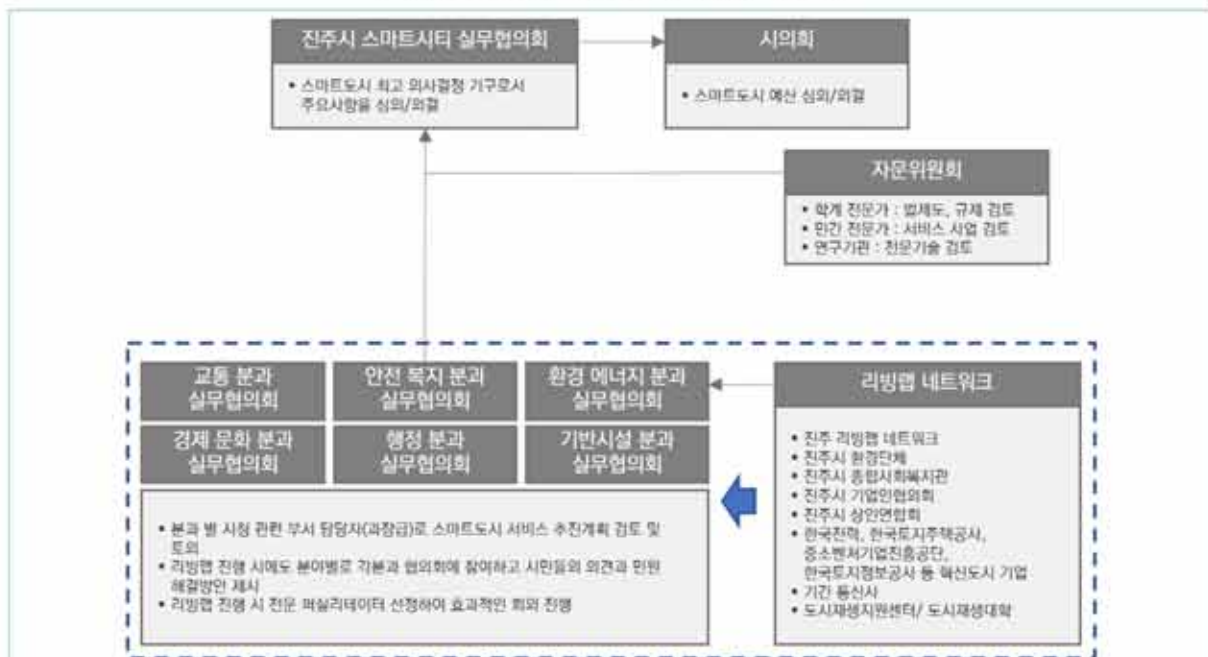 진주시 스마트시티 실무협의회
• 스마트도시 최고 의사결정 기구로서
주요사항을 심의/의결
시의회
• 스마트도시 예산 심의/의결
자문위원회
• 학계 전문가 : 법제도, 규제 검토
• 민간 전문가 : 서비스 사업 검토
• 연구기관 : 전문기술 검토
교통 분과
실무협의회
안전 복지 분과
실무협의회
환경 에너지 분과
실무협의회
경제 문화 분과
실무협의회
행정 분과
실무협의회
기반시설 분과
실무협의회
• 분과 별 시청 관련 부서 담당자(과장급)로 스마트도시 서비스 추진계획 검토 및
토의
• 리빙랩 진행 시에도 분야별로 각분과 협의회에 참여하고 시민들의 의견과 민원
해결방안 제시
• 리빙랩 진행 시 전문 퍼실리테이터 선정하여 효과적인 회의 진행
리빙랩 네트워크
• 진주 리빙랩 네트워크
• 진주시 환경단체
• 진주시 종합사회복지관
• 진주시 기업인협의회
• 진주시 상인연합회
• 한국전력, 한국토지주택공사,
중소벤처기업진흥공단,
한국토지정보공사 등 혁신도시 기업
• 기간 통신사
• 도시재생지원센터/ 도시재생대학